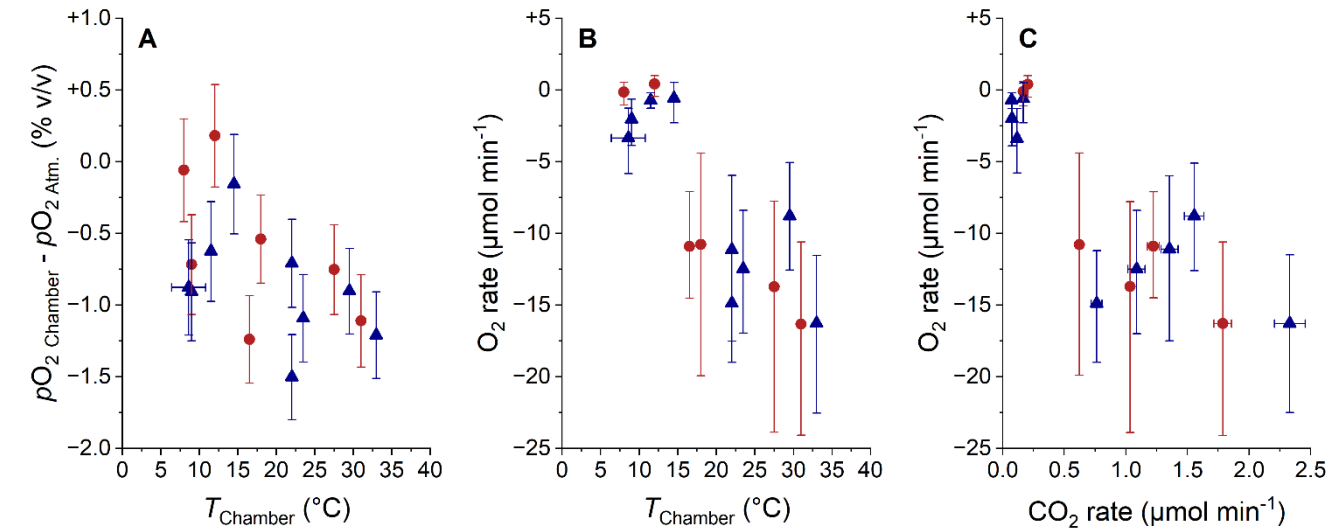 A
+1.0
+0.5
0.0
−0.5
−1.0
−1.5
−2.0
pO2 Chamber - pO2 Atm. (% v/v)
0 5 10 15 20 25 30 35 40
TChamber (°C)
B
+5
0
−5
−10
−15
−20
−25
O2 rate (µmol min⁻¹)
0 5 10 15 20 25 30 35 40
TChamber (°C)
C
+5
0
−5
−10
−15
−20
−25
O2 rate (µmol min⁻¹)
0.0 0.5 1.0 1.5 2.0 2.5
CO2 rate (µmol min⁻¹)